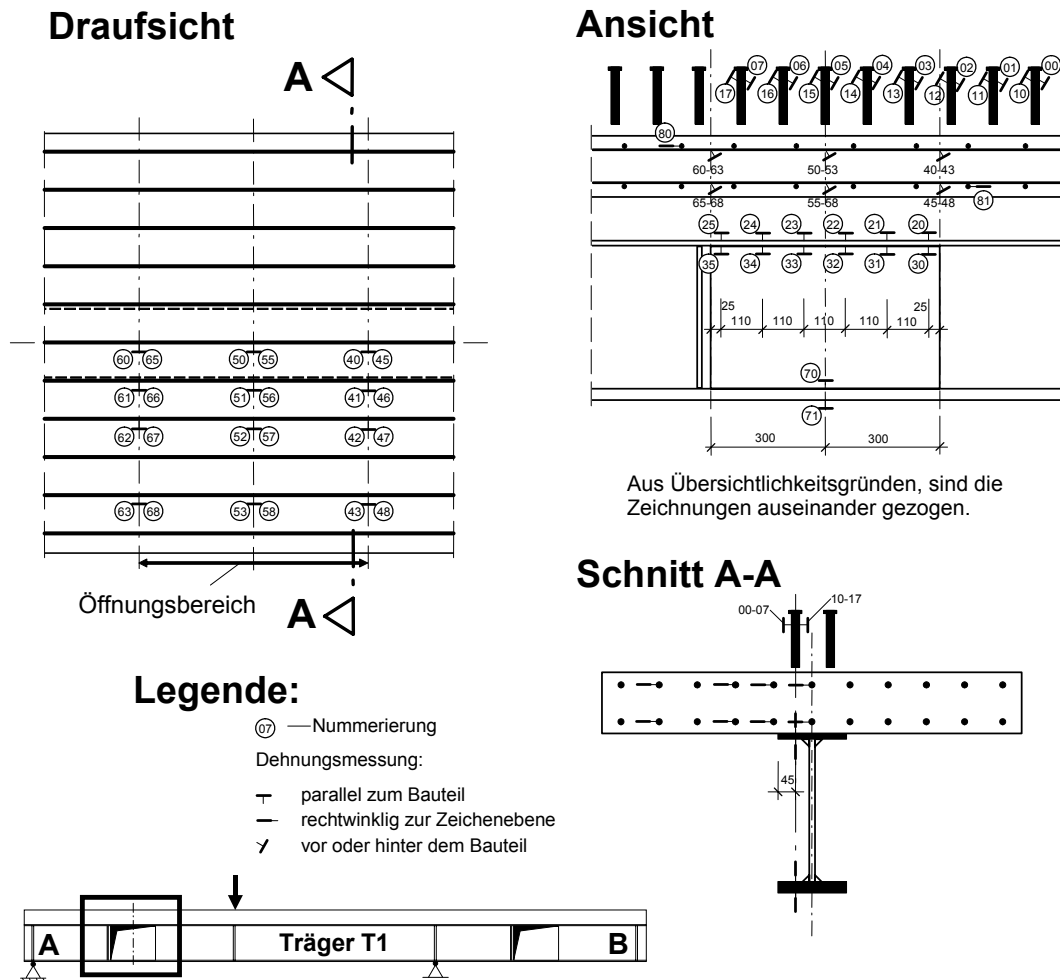 Draufsicht
A
60 65 50 55 40 45
61 66 51 56 41 46
62 67 52 57 42 47
63 68 53 58 43 48
Öffnungsbereich
A
Ansicht
07 06 05 04 03 02 01 00
17 16 15 14 13 12 11 10
80
60-63 50-53 40-43
65-68 55-58 45-48
81
25 24 23 22 21 20
35 34 33 32 31 30
25 25
110 110 110 110 110
70
71
300 300
Aus Übersichtlichkeitsgründen, sind die
Zeichnungen auseinander gezogen.
Schnitt A-A
00-07 10-17
45
Legende:
07 Nummerierung
Dehnungsmessung:
parallel zum Bauteil
rechtwinklig zur Zeichenebene
vor oder hinter dem Bauteil
A Träger T1 B